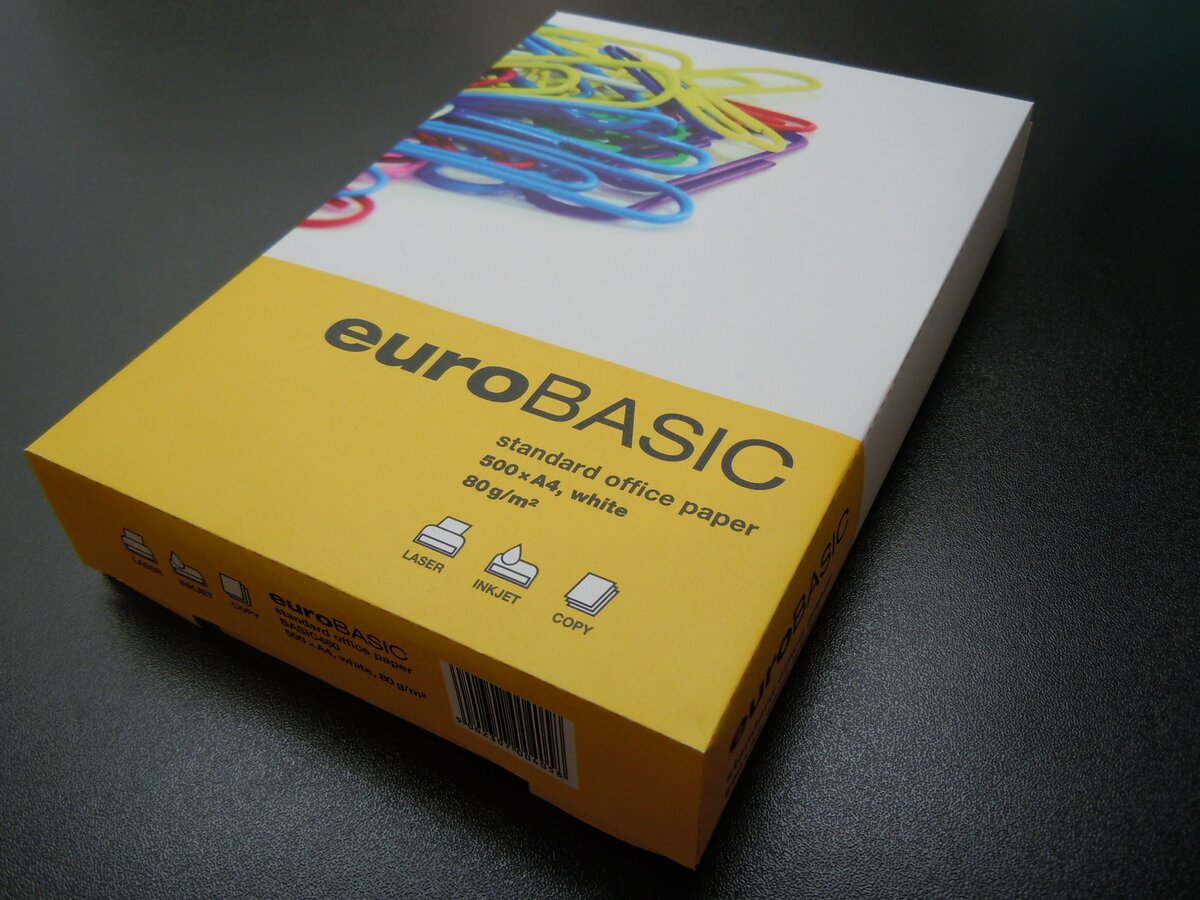 euroBASIC
standard office paper
500 × A4, white
80 g/m²
LASER
INKJET
COPY
LASER
INKJET
COPY
euroBASIC
standard office paper
BASIC480
500 × A4, white, 80 g/m²
euroBASIC